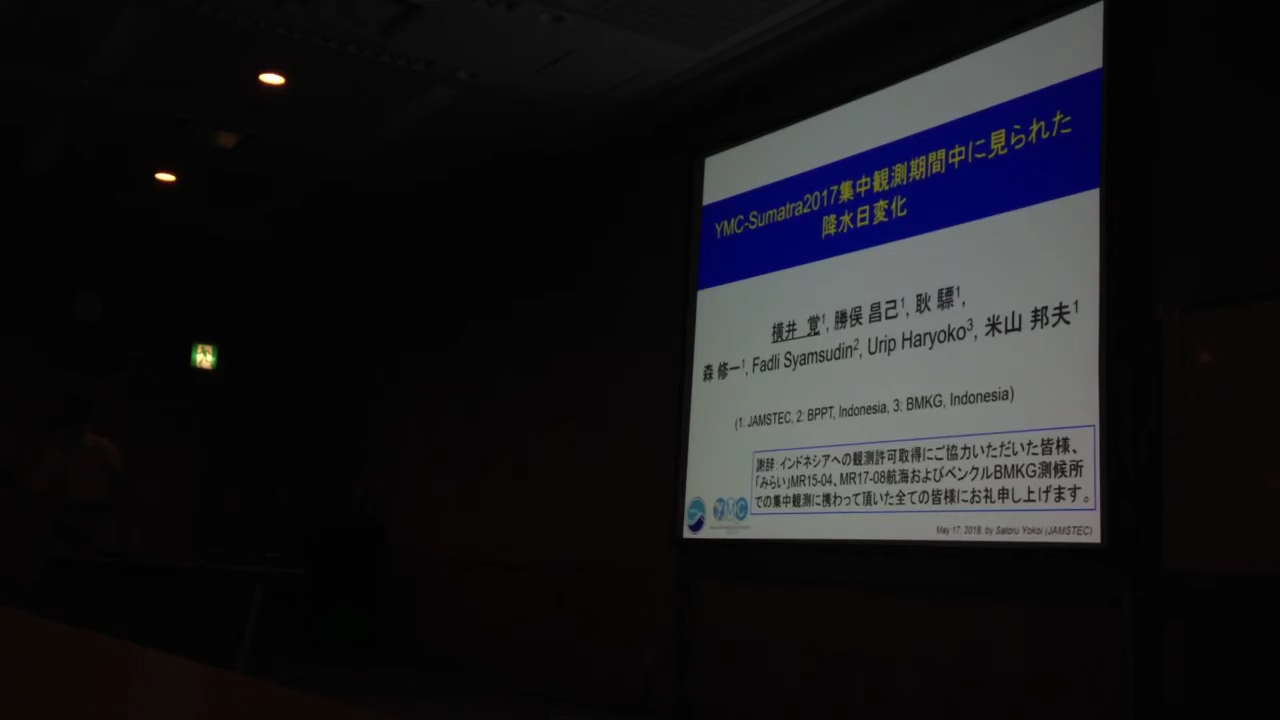 YMC-Sumatra2017集中観測期間中に見られた
降水日変化
横井 覚1, 勝俣 昌己1, 耿 驃1,
森 修一1, Fadli Syamsudin2, Urip Haryoko3, 米山 邦夫1
(1: JAMSTEC, 2: BPPT, Indonesia, 3: BMKG, Indonesia)
謝辞：インドネシアへの観測許可取得にご協力いただいた皆様、
「みらい」MR15-04、MR17-08航海およびベンクルBMKG測候所
での集中観測に携わって頂いた全ての皆様にお礼申し上げます。
YMC
May 17, 2018, by Satoru Yokoi (JAMSTEC)